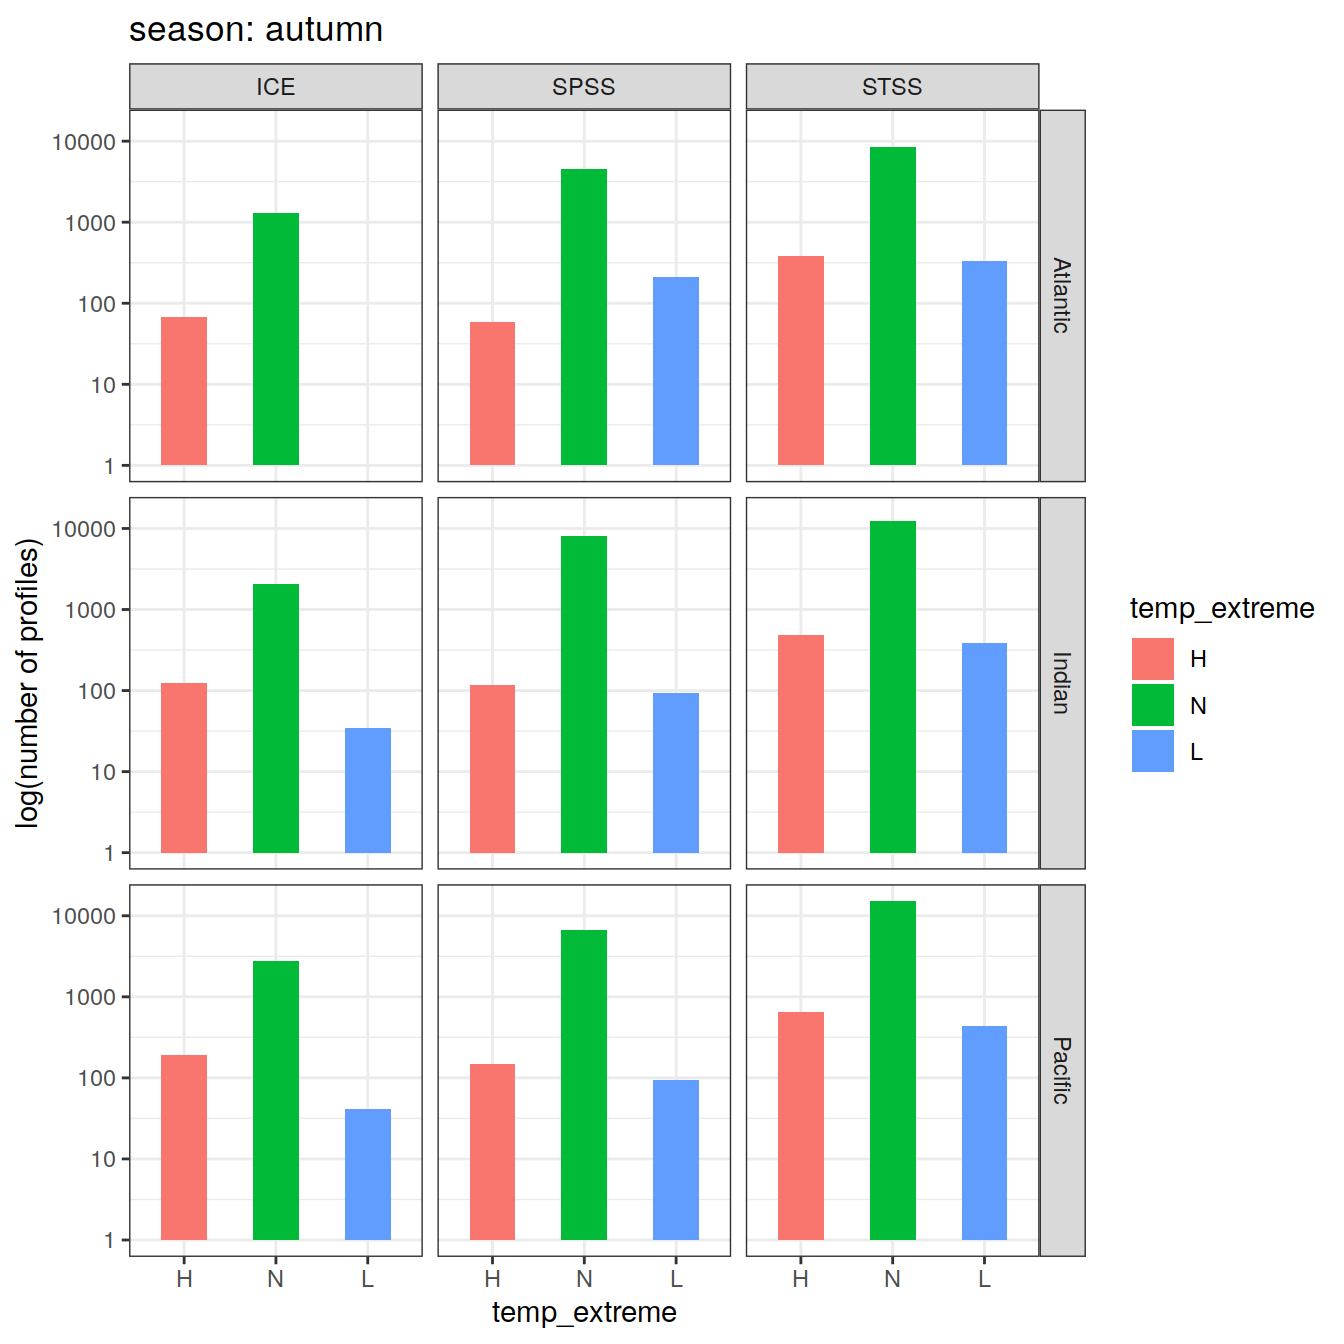 season: autumn
ICE SPSS STSS
10000
1000
100
10
1
Atlantic
10000
1000
100
10
1
Indian
10000
1000
100
10
1
Pacific
log(number of profiles)
H N L H N L H N L
temp_extreme
temp_extreme
H
N
L